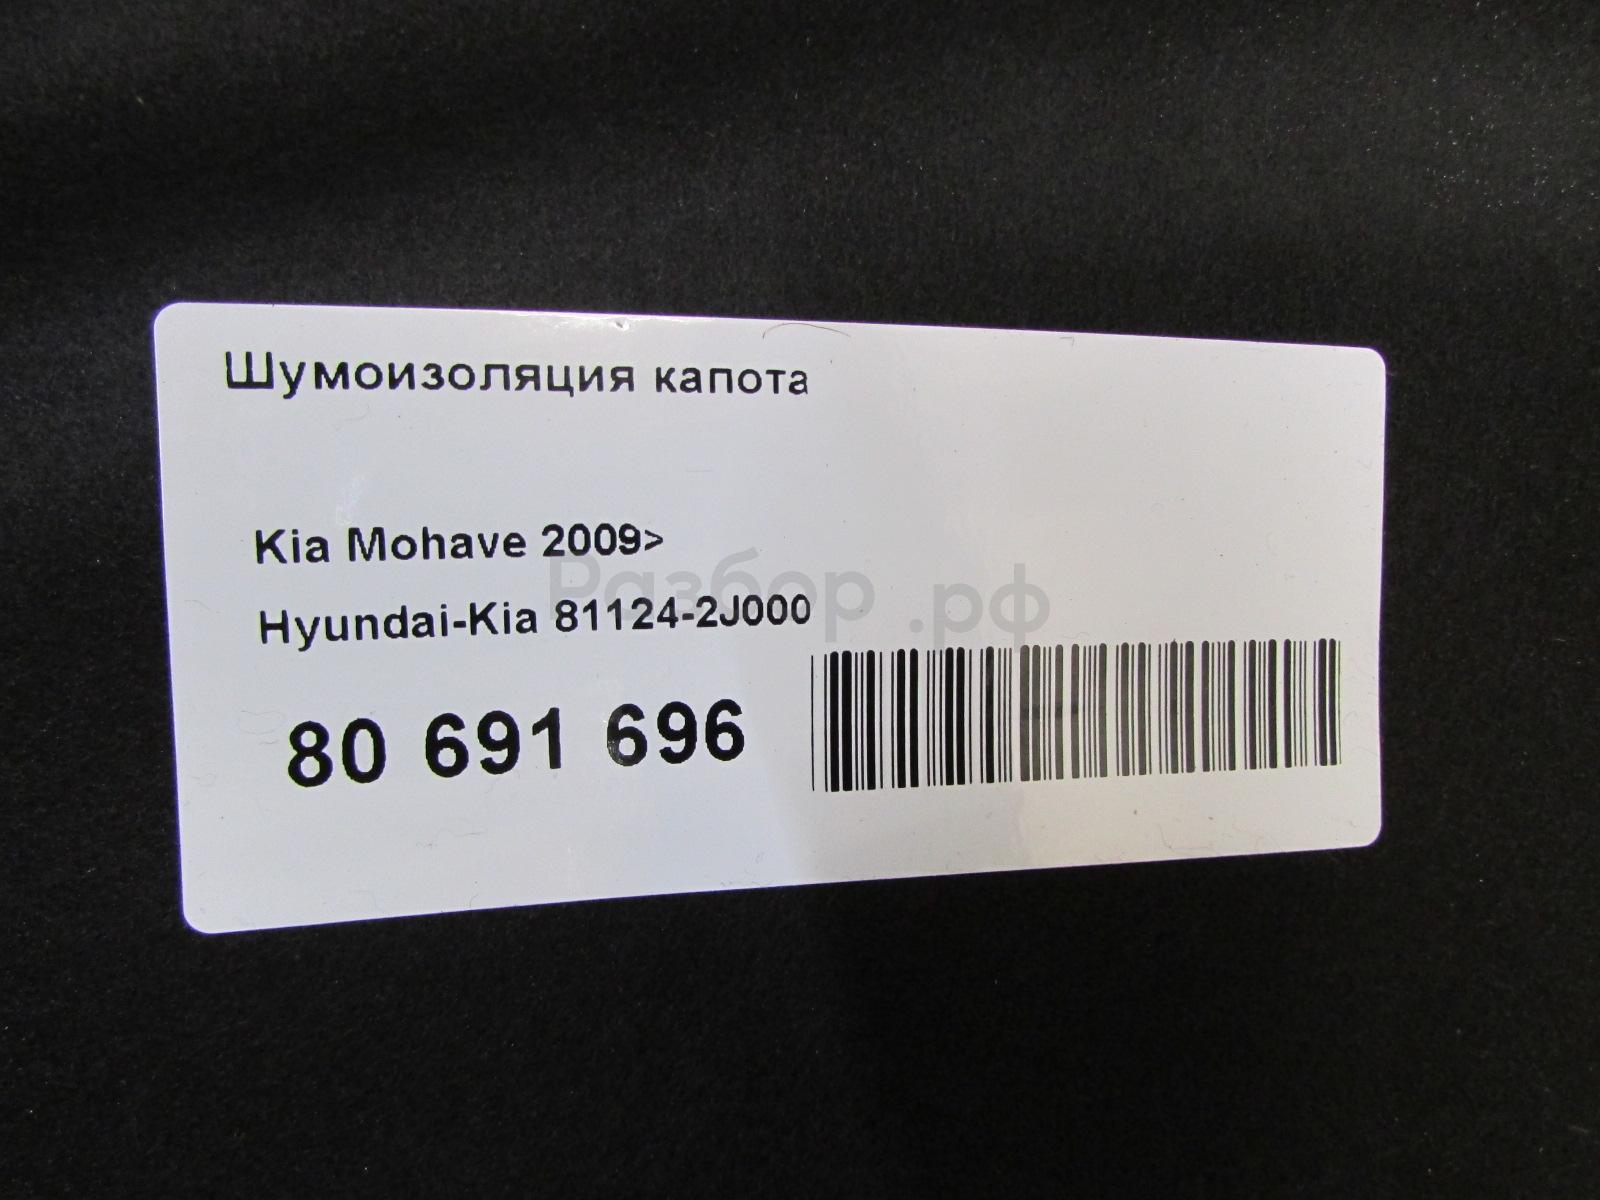 Шумоизоляция капота
Kia Mohave 2009>
Разбор.рф
Hyundai-Kia 81124-2J000
80 691 696